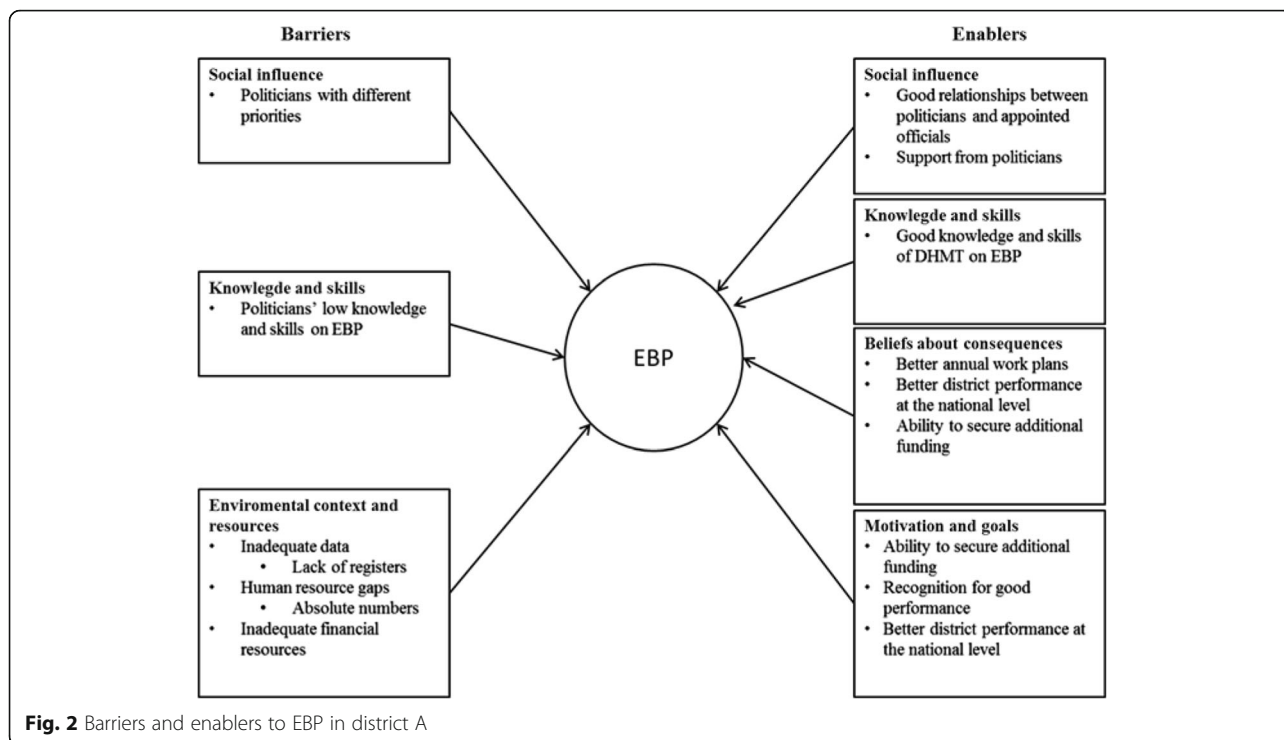 Barriers
Social influence
• Politicians with different
priorities
Knowlegde and skills
• Politicians' low knowledge
and skills on EBP
Enviromental context and
resources
• Inadequate data
• Lack of registers
• Human resource gaps
• Absolute numbers
• Inadequate financial
resources
EBP
Enablers
Social influence
• Good relationships between
politicians and appointed
officials
• Support from politicians
Knowlegde and skills
• Good knowledge and skills
of DHMT on EBP
Beliefs about consequences
• Better annual work plans
• Better district performance
at the national level
• Ability to secure additional
funding
Motivation and goals
• Ability to secure additional
funding
• Recognition for good
performance
• Better district performance at
the national level
Fig. 2 Barriers and enablers to EBP in district A